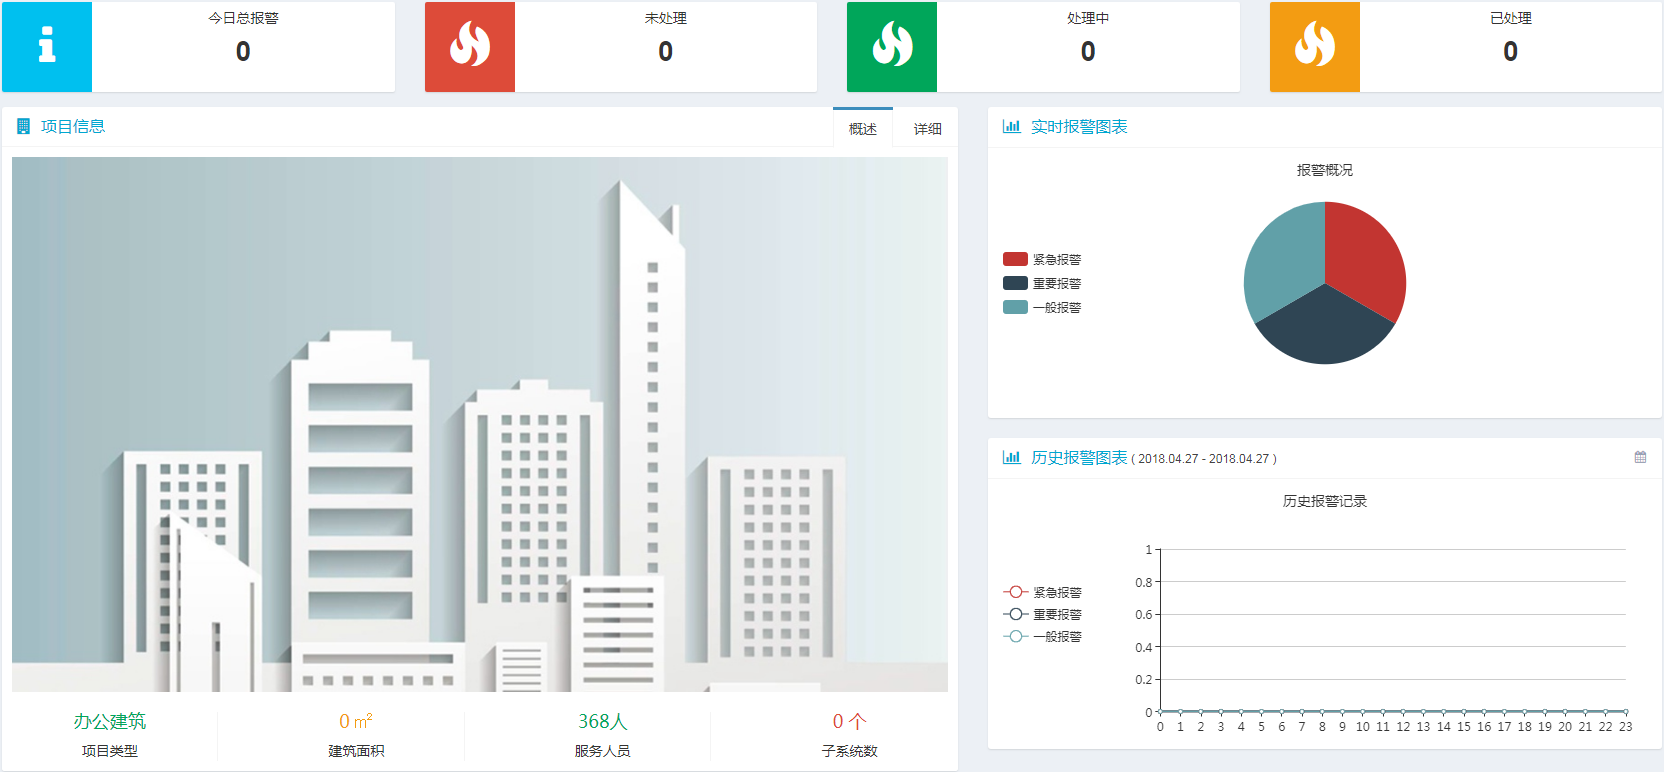 今日总报警
0
未处理
0
处理中
0
已处理
0
项目信息
概述
详细
办公建筑
项目类型
0 ㎡
建筑面积
368人
服务人员
0 个
子系统数
实时报警图表
报警概况
紧急报警
重要报警
一般报警
历史报警图表 ( 2018.04.27 - 2018.04.27 )
历史报警记录
紧急报警
重要报警
一般报警
1
0.8
0.6
0.4
0.2
0
0 1 2 3 4 5 6 7 8 9 10 11 12 13 14 15 16 17 18 19 20 21 22 23